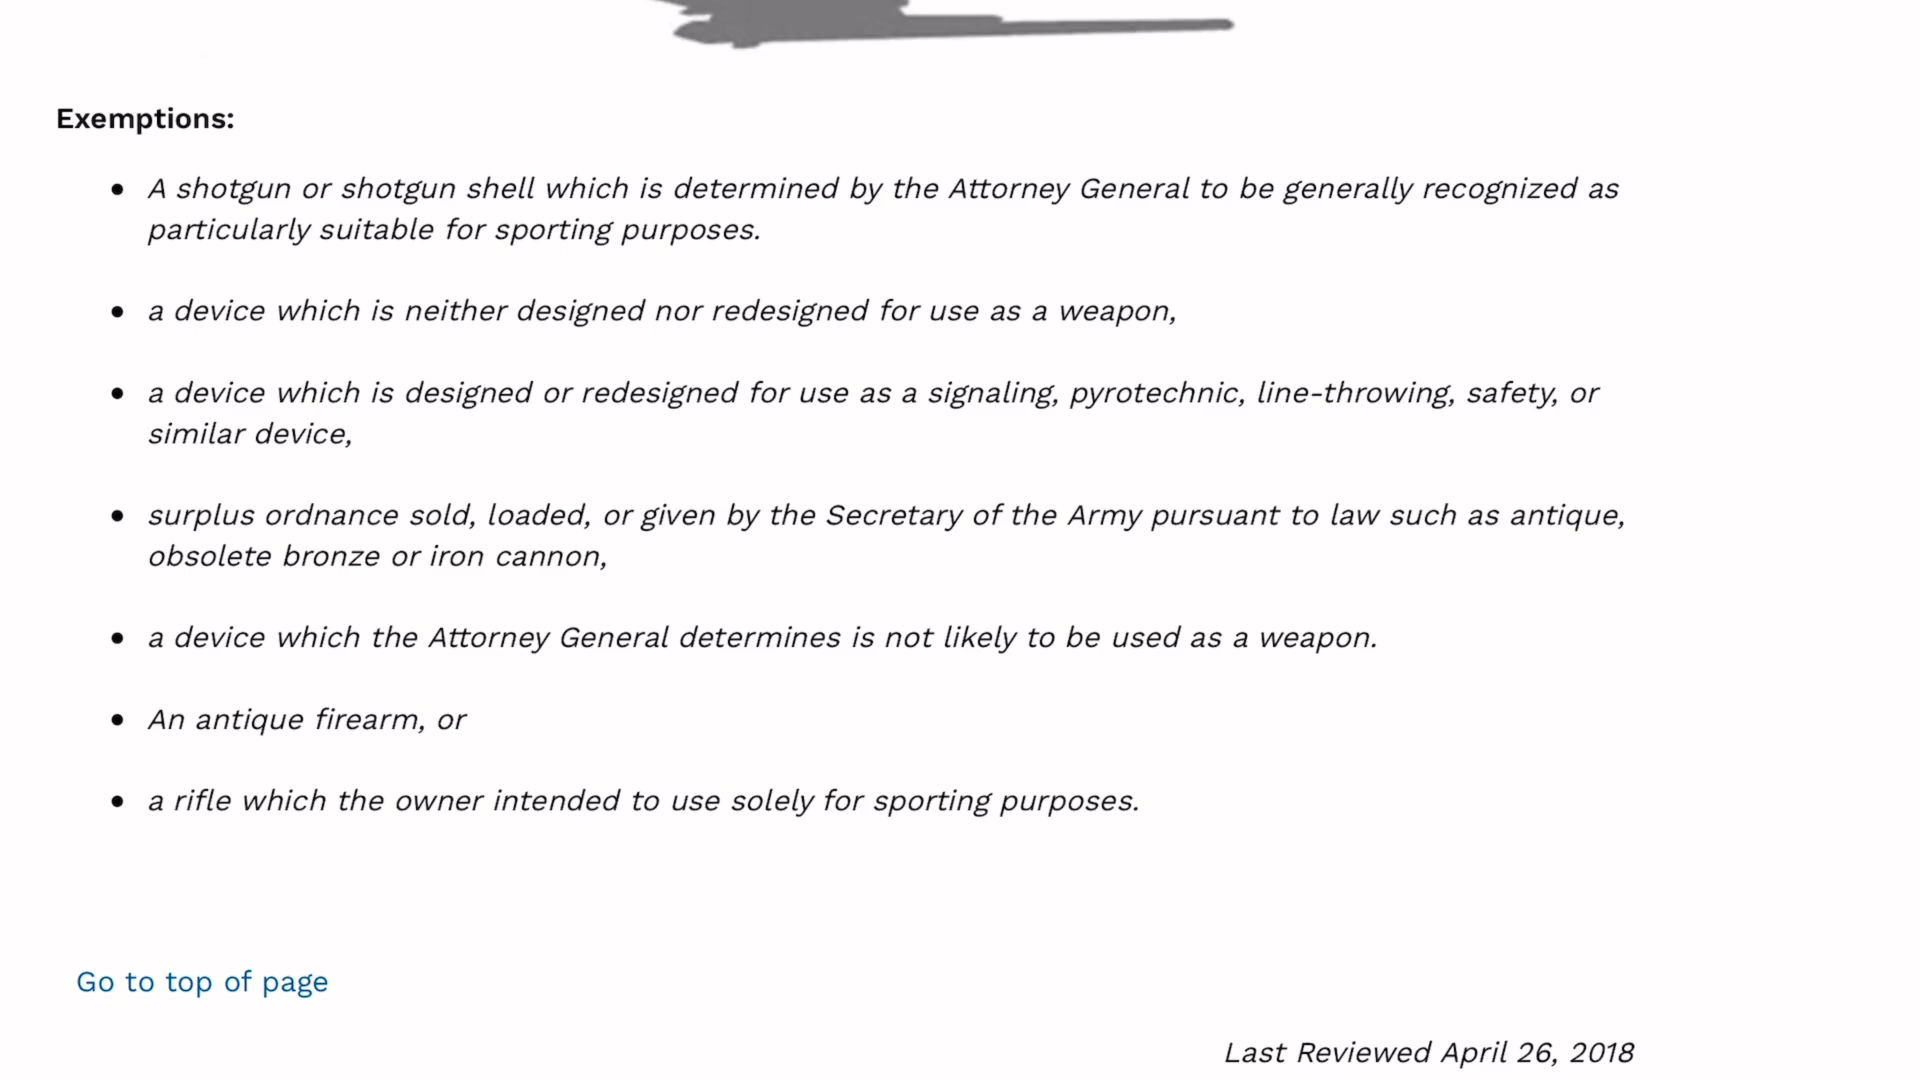 Exemptions:
• A shotgun or shotgun shell which is determined by the Attorney General to be generally recognized as
particularly suitable for sporting purposes.
• a device which is neither designed nor redesigned for use as a weapon,
• a device which is designed or redesigned for use as a signaling, pyrotechnic, line-throwing, safety, or
similar device,
• surplus ordnance sold, loaded, or given by the Secretary of the Army pursuant to law such as antique,
obsolete bronze or iron cannon,
• a device which the Attorney General determines is not likely to be used as a weapon.
• An antique firearm, or
• a rifle which the owner intended to use solely for sporting purposes.
Go to top of page
Last Reviewed April 26, 2018